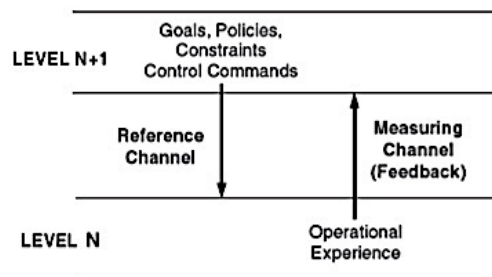 Goals, Policies,
Constraints
Control Commands
LEVEL N+1
Reference
Channel
Measuring
Channel
(Feedback)
LEVEL N
Operational
Experience